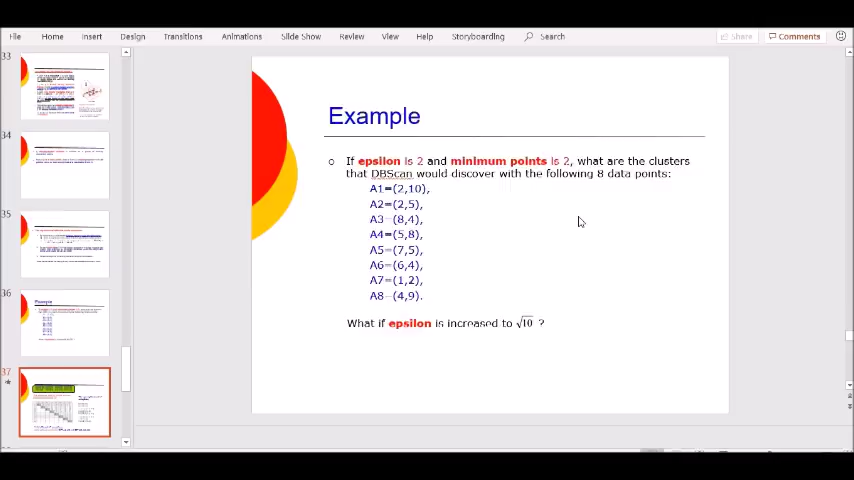 File Home Insert Design Transitions Animations Slide Show Review View Help Storyboarding Search Share Comments
33
34
35
36
Example
37
Example
If epsilon is 2 and minimum points is 2, what are the clusters
that DBScan would discover with the following 8 data points:
A1=(2,10),
A2=(2,5),
A3=(8,4),
A4=(5,8),
A5=(7,5),
A6=(6,4),
A7=(1,2),
A8=(4,9).
What if epsilon is increased to √10 ?